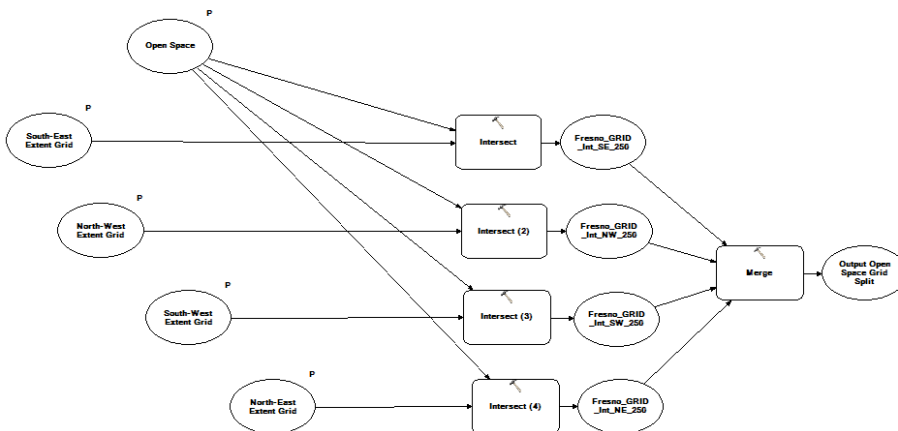 P
Open Space
P
South-East
Extent Grid
Intersect
Fresno_GRID
_Int_SE_250
P
North-West
Extent Grid
Intersect (2)
Fresno_GRID
_Int_NW_250
Merge
Output Open
Space Grid
Split
P
South-West
Extent Grid
Intersect (3)
Fresno_GRID
_Int_SW_250
P
North-East
Extent Grid
Intersect (4)
Fresno_GRID
_Int_NE_250